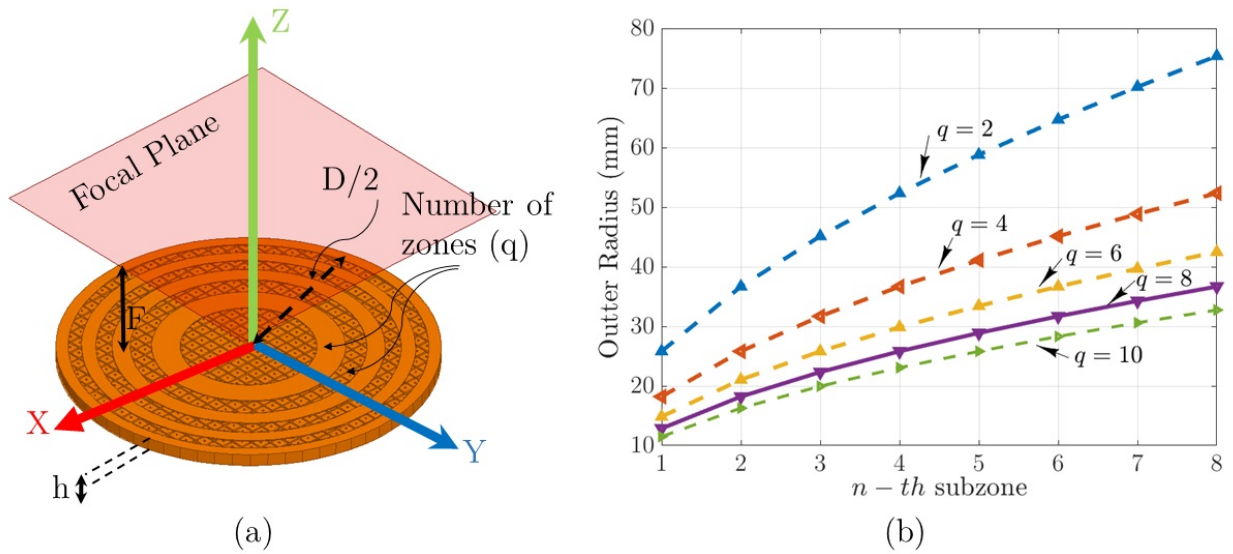 Z
Focal Plane
D/2
Number of
zones (q)
F
X
Y
h
(a)
80
70
60
50
40
30
20
10
Outter Radius (mm)
q = 2
q = 4
q = 6
q = 8
q = 10
1 2 3 4 5 6 7 8
n − th subzone
(b)